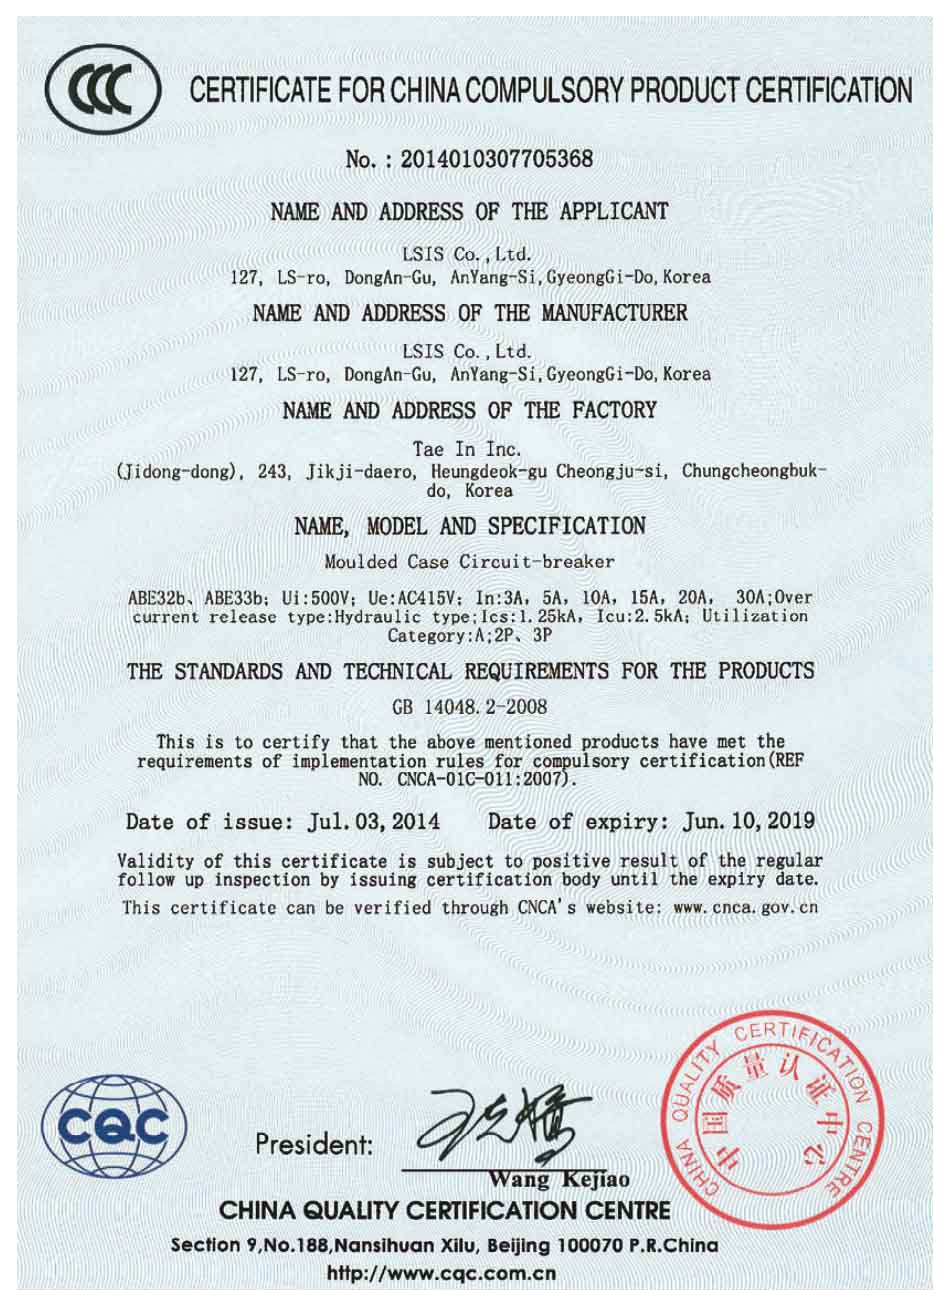 CCC
CERTIFICATE FOR CHINA COMPULSORY PRODUCT CERTIFICATION
No. : 2014010307705368
NAME AND ADDRESS OF THE APPLICANT
LSIS Co.,Ltd.
127, LS-ro, DongAn-Gu, AnYang-Si,GyeongGi-Do,Korea
NAME AND ADDRESS OF THE MANUFACTURER
LSIS Co.,Ltd.
127, LS-ro, DongAn-Gu, AnYang-Si,GyeongGi-Do,Korea
NAME AND ADDRESS OF THE FACTORY
Tae In Inc.
(Jidong-dong), 243, Jikji-daero, Heungdeok-gu Cheongju-si, Chungcheongbuk-
do, Korea
NAME, MODEL AND SPECIFICATION
Moulded Case Circuit-breaker
ABE32b、ABE33b; Ui:500V; Ue:AC415V; In:3A, 5A, 10A, 15A, 20A, 30A;Over
current release type:Hydraulic type;Ics:1.25kA, Icu:2.5kA; Utilization
Category:A;2P、3P
THE STANDARDS AND TECHNICAL REQUIREMENTS FOR THE PRODUCTS
GB 14048.2-2008
This is to certify that the above mentioned products have met the
requirements of implementation rules for compulsory certification(REF
NO. CNCA-01C-011:2007).
Date of issue: Jul.03,2014 Date of expiry: Jun.10,2019
Validity of this certificate is subject to positive result of the regular
follow up inspection by issuing certification body until the expiry date.
This certificate can be verified through CNCA's website: www.cnca.gov.cn
CHINA QUALITY CERTIFICATION CENTRE
中国质量认证中心
CQC
President:
Wang Kejiao
CHINA QUALITY CERTIFICATION CENTRE
Section 9,No.188,Nansihuan Xilu, Beijing 100070 P.R.China
http://www.cqc.com.cn